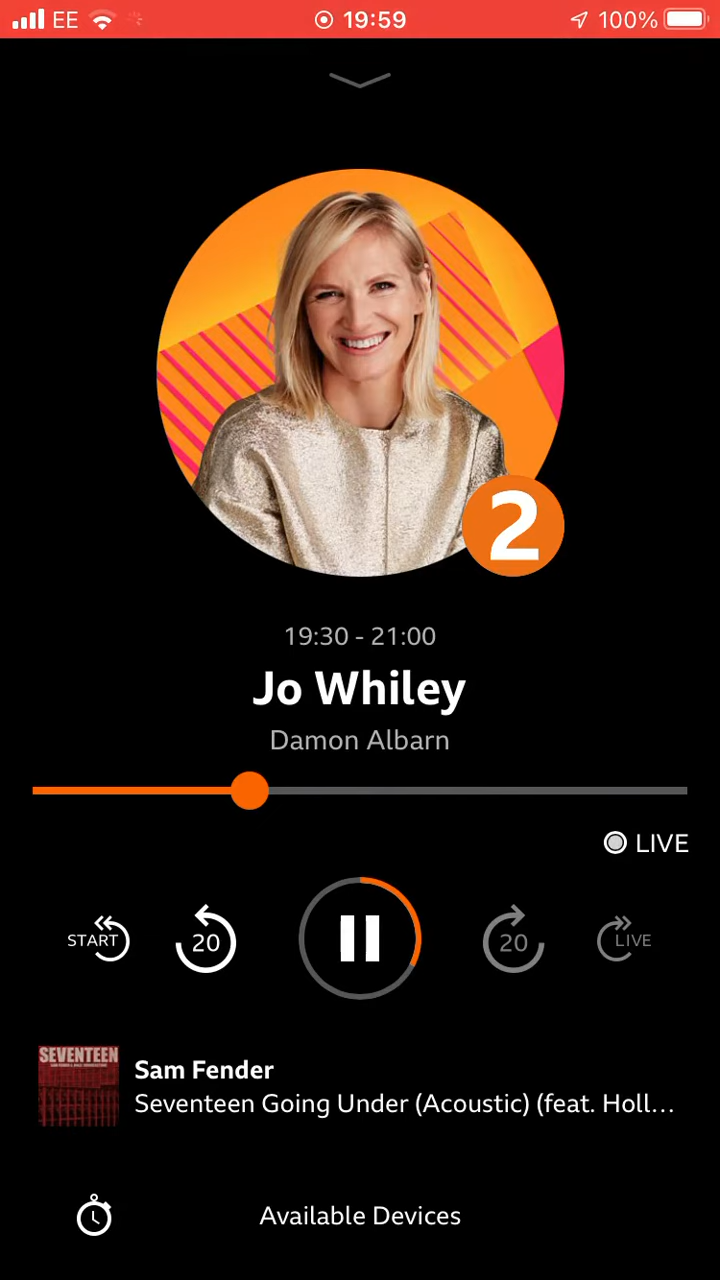 EE 19:59 100%
2
19:30 - 21:00
Jo Whiley
Damon Albarn
LIVE
START 20 20 LIVE
SEVENTEEN
Sam Fender
Seventeen Going Under (Acoustic) (feat. Holl...
Available Devices